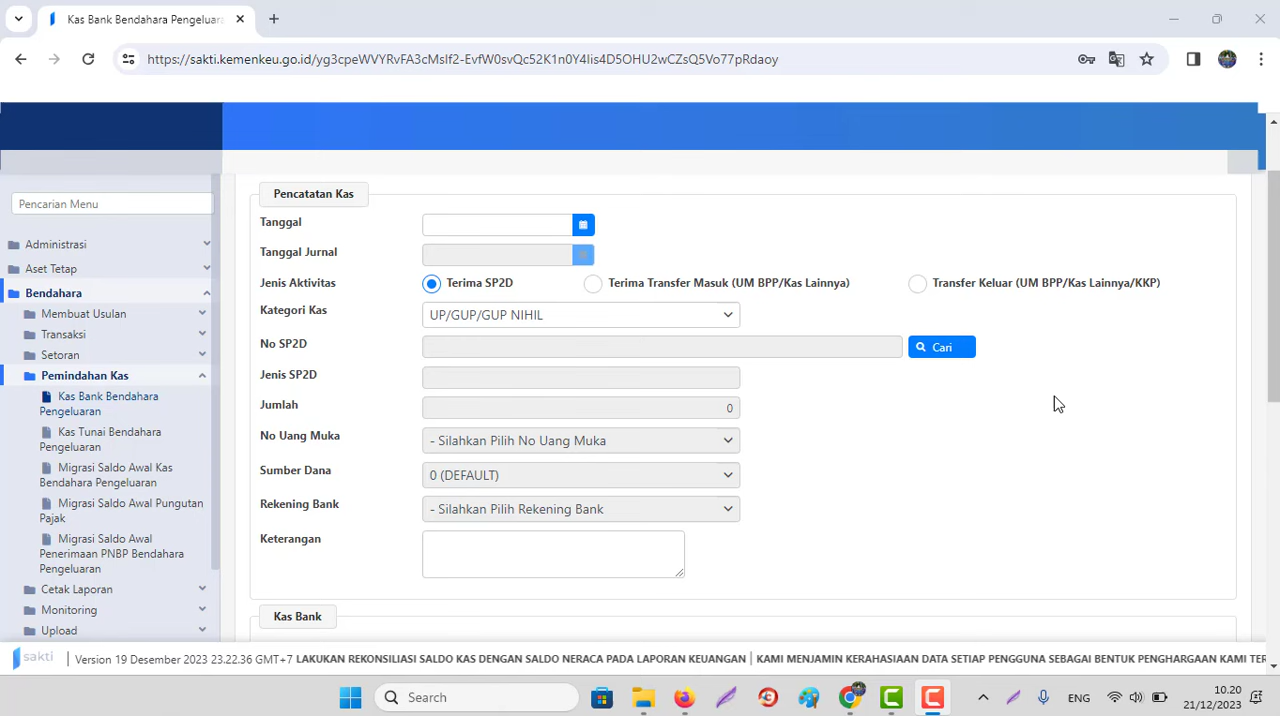 Kas Bank Bendahara Pengeluara
https://sakti.kemenkeu.go.id/yg3cpeWVYRvFA3cMsIf2-EvfW0svQc52K1n0Y4Iis4D5OHU2wCZsQ5Vo77pRdaloy
Pencarian Menu
Administrasi
Aset Tetap
Bendahara
Membuat Usulan
Transaksi
Setoran
Pemindahan Kas
Kas Bank Bendahara
Pengeluaran
Kas Tunai Bendahara
Pengeluaran
Migrasi Saldo Awal Kas
Bendahara Pengeluaran
Migrasi Saldo Awal Pungutan
Pajak
Migrasi Saldo Awal
Penerimaan PNBP Bendahara
Pengeluaran
Cetak Laporan
Monitoring
Upload
Pencatatan Kas
Tanggal
Tanggal Jurnal
Jenis Aktivitas Terima SP2D Terima Transfer Masuk (UM BPP/Kas Lainnya) Transfer Keluar (UM BPP/Kas Lainnya/KKP)
Kategori Kas UP/GUP/GUP NIHIL
No SP2D Cari
Jenis SP2D
Jumlah 0
No Uang Muka - Silahkan Pilih No Uang Muka
Sumber Dana 0 (DEFAULT)
Rekening Bank - Silahkan Pilih Rekening Bank
Keterangan
Kas Bank
sakti Version 19 Desember 2023 23.22.36 GMT+7 LAKUKAN REKONSILIASI SALDO KAS DENGAN SALDO NERACA PADA LAPORAN KEUANGAN | KAMI MENJAMIN KERAHASIAAN DATA SETIAP PENGGUNA SEBAGAI BENTUK PENGHARGAAN KAMI TER
Search
ENG
10.20
21/12/2023